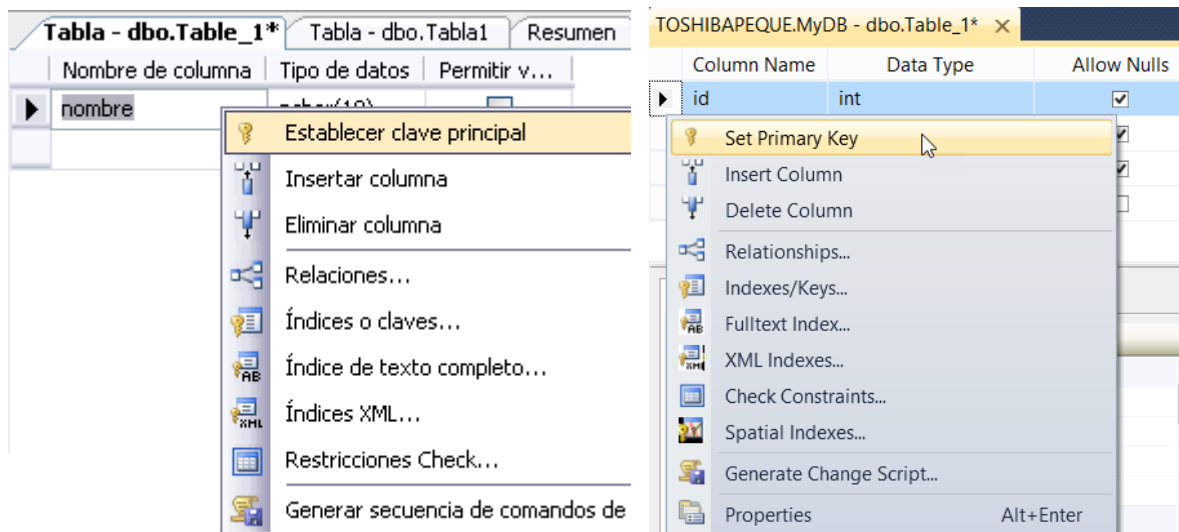 Tabla - dbo.Table_1* Tabla - dbo.Tabla1 Resumen
Nombre de columna Tipo de datos Permitir v...
nombre
Establecer clave principal
Insertar columna
Eliminar columna
Relaciones...
Índices o claves...
Índice de texto completo...
Índices XML...
Restricciones Check...
Generar secuencia de comandos de
TOSHIBAPEQUE.MyDB - dbo.Table_1*
Column Name Data Type Allow Nulls
id int
Set Primary Key
Insert Column
Delete Column
Relationships...
Indexes/Keys...
Fulltext Index...
XML Indexes...
Check Constraints...
Spatial Indexes...
Generate Change Script...
Properties Alt+Enter